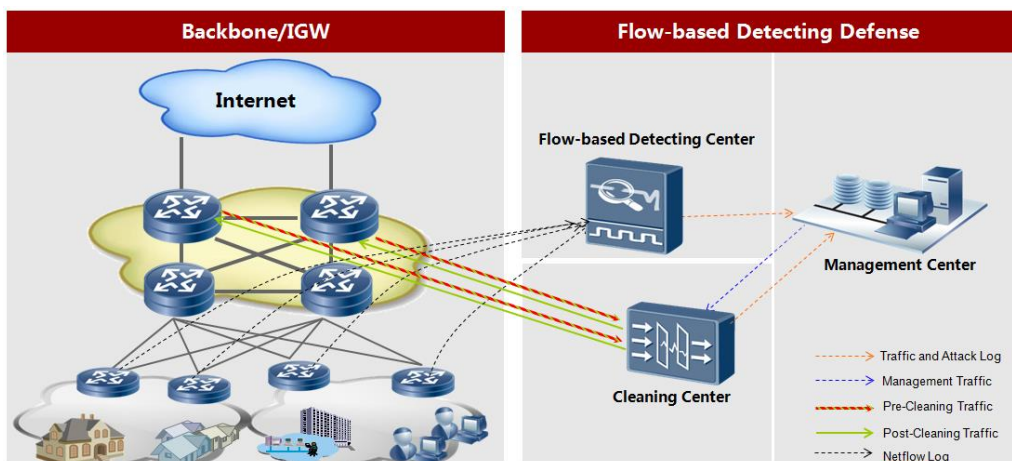 Backbone/IGW
Flow-based Detecting Defense
Internet
Flow-based Detecting Center
Management Center
Cleaning Center
Traffic and Attack Log
Management Traffic
Pre-Cleaning Traffic
Post-Cleaning Traffic
Netflow Log